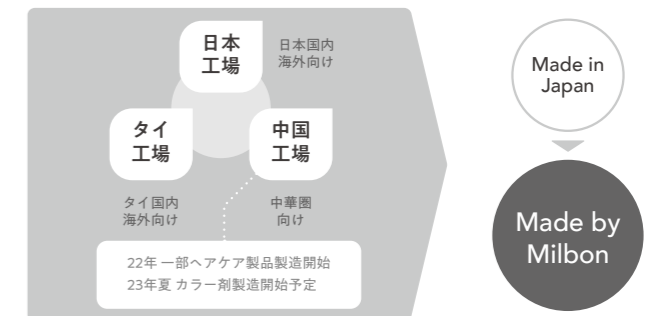 日本
工場
日本国内
海外向け
タイ
工場
中国
工場
タイ国内
海外向け
中華圏
向け
22年 一部ヘアケア製品製造開始
23年夏 カラー剤製造開始予定
Made in
Japan
Made by
Milbon